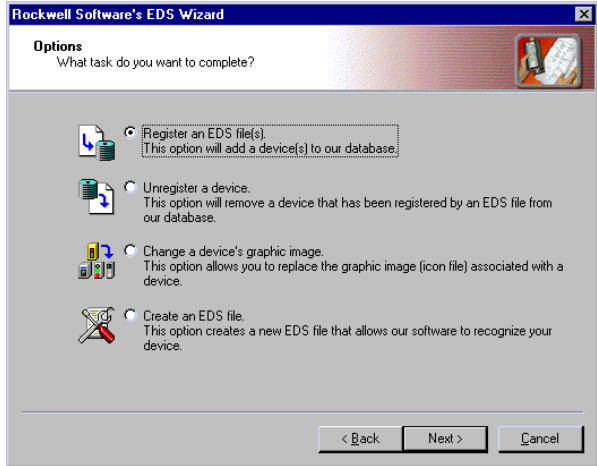 Rockwell Software's EDS Wizard
Options
What task do you want to complete?
Register an EDS file(s).
This option will add a device(s) to our database.
Unregister a device.
This option will remove a device that has been registered by an EDS file from
our database.
Change a device's graphic image.
This option allows you to replace the graphic image (icon file) associated with a
device.
Create an EDS file.
This option creates a new EDS file that allows our software to recognize your
device.
< Back
Next >
Cancel